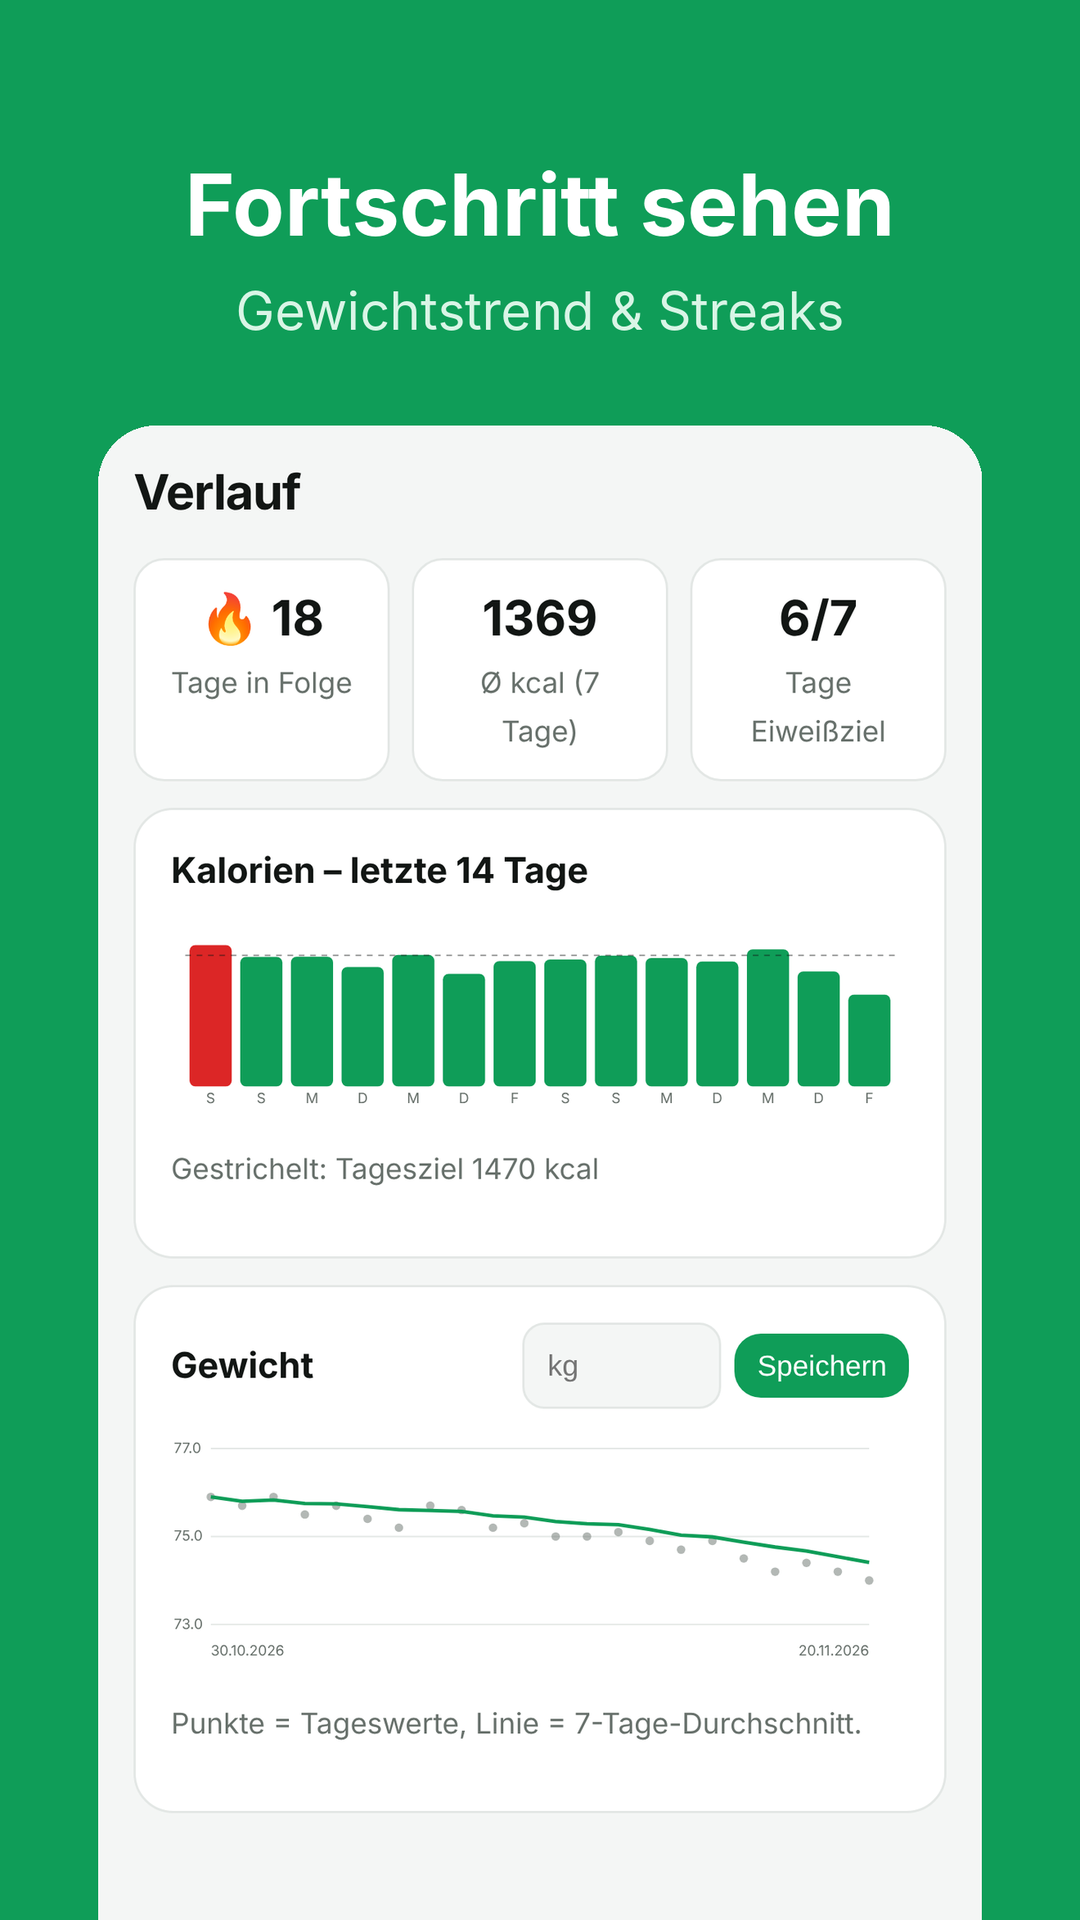 Fortschritt sehen
Gewichtstrend & Streaks
Verlauf
🔥 18
Tage in Folge
1369
Ø kcal (7
Tage)
6/7
Tage
Eiweißziel
Kalorien – letzte 14 Tage
S S M D M D F S S M D M D F
Gestrichelt: Tagesziel 1470 kcal
Gewicht
kg
Speichern
77.0
75.0
73.0
30.10.2026
20.11.2026
Punkte = Tageswerte, Linie = 7-Tage-Durchschnitt.